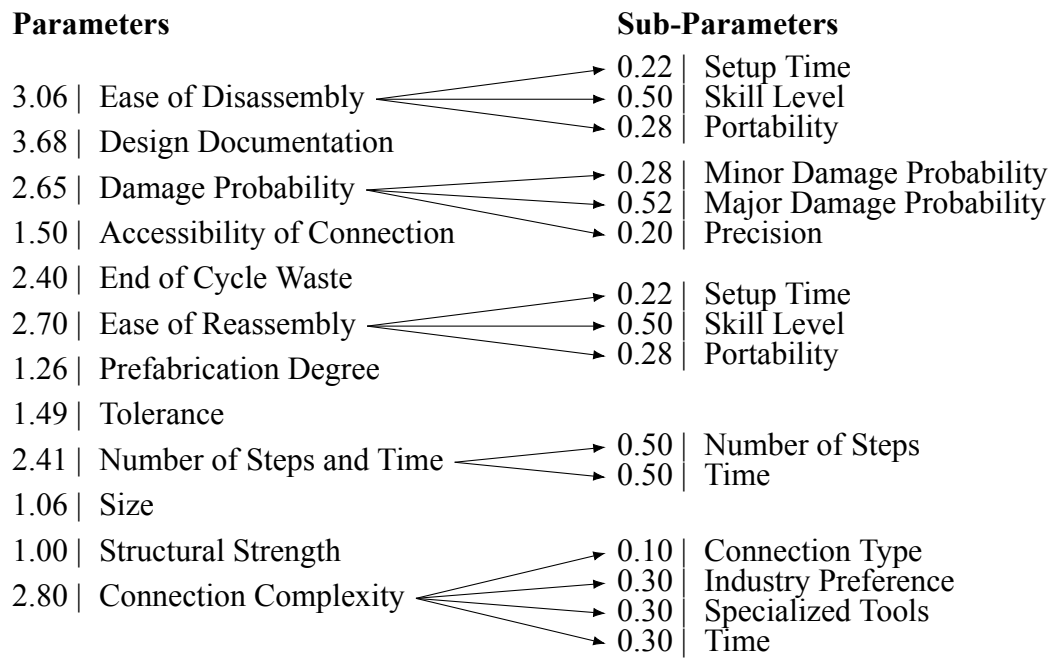 Parameters
Sub-Parameters
3.06 | Ease of Disassembly
0.22 | Setup Time
0.50 | Skill Level
0.28 | Portability
3.68 | Design Documentation
2.65 | Damage Probability
0.28 | Minor Damage Probability
0.52 | Major Damage Probability
0.20 | Precision
1.50 | Accessibility of Connection
2.40 | End of Cycle Waste
2.70 | Ease of Reassembly
0.22 | Setup Time
0.50 | Skill Level
0.28 | Portability
1.26 | Prefabrication Degree
1.49 | Tolerance
2.41 | Number of Steps and Time
0.50 | Number of Steps
0.50 | Time
1.06 | Size
1.00 | Structural Strength
2.80 | Connection Complexity
0.10 | Connection Type
0.30 | Industry Preference
0.30 | Specialized Tools
0.30 | Time